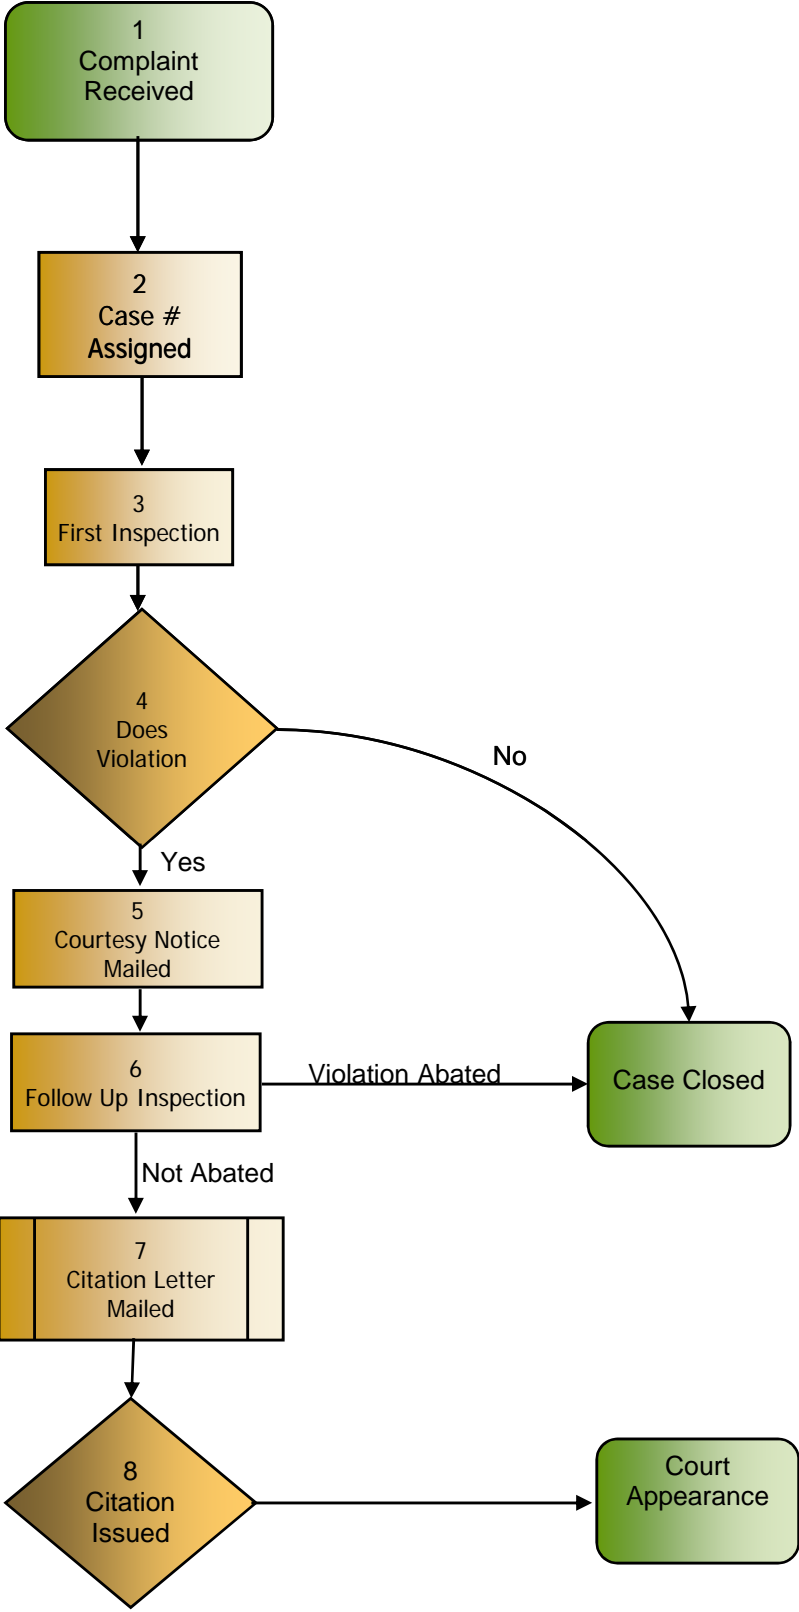 1
Complaint
Received
2
Case #
Assigned
3
First Inspection
4
Does
Violation
No
Yes
5
Courtesy Notice
Mailed
6
Follow Up Inspection
Violation Abated
Case Closed
Not Abated
7
Citation Letter
Mailed
8
Citation
Issued
Court
Appearance